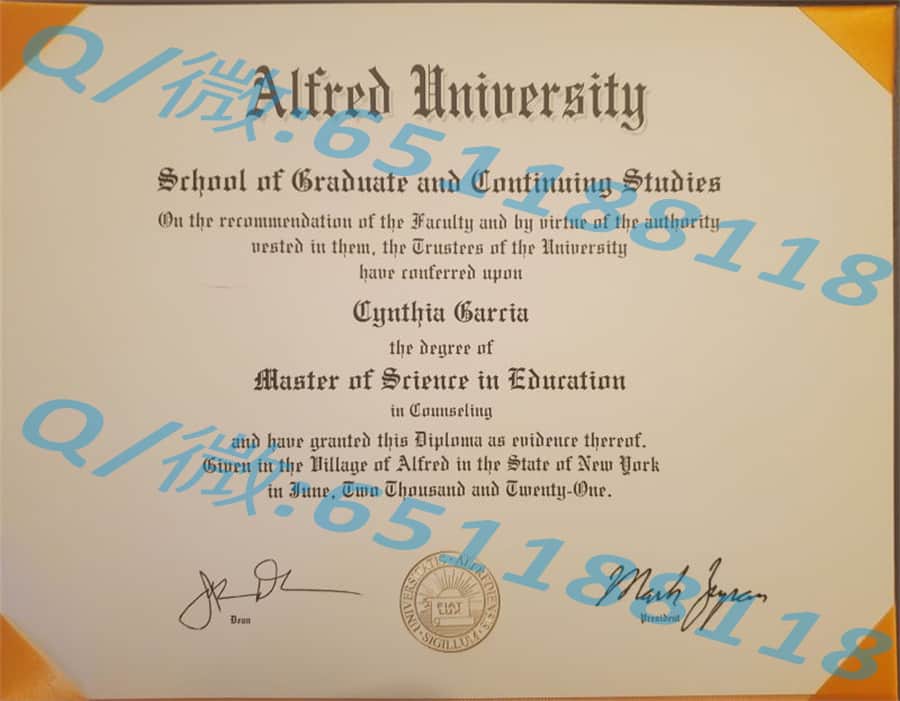 Q/微:651188118
Alfred University
School of Graduate and Continuing Studies
On the recommendation of the Faculty and by virtue of the authority
vested in them, the Trustees of the University
have conferred upon
Cynthia Garcia
the degree of
Master of Science in Education
in Counseling
Q/微:651188118
and have granted this Diploma as evidence thereof.
Given in the Village of Alfred in the State of New York
in June, Two Thousand and Twenty-One.
UNIVERSITATIS · ALFREDIENSIS · SIGILLUM ·
FIAT
LUX
Dean
Mark
President